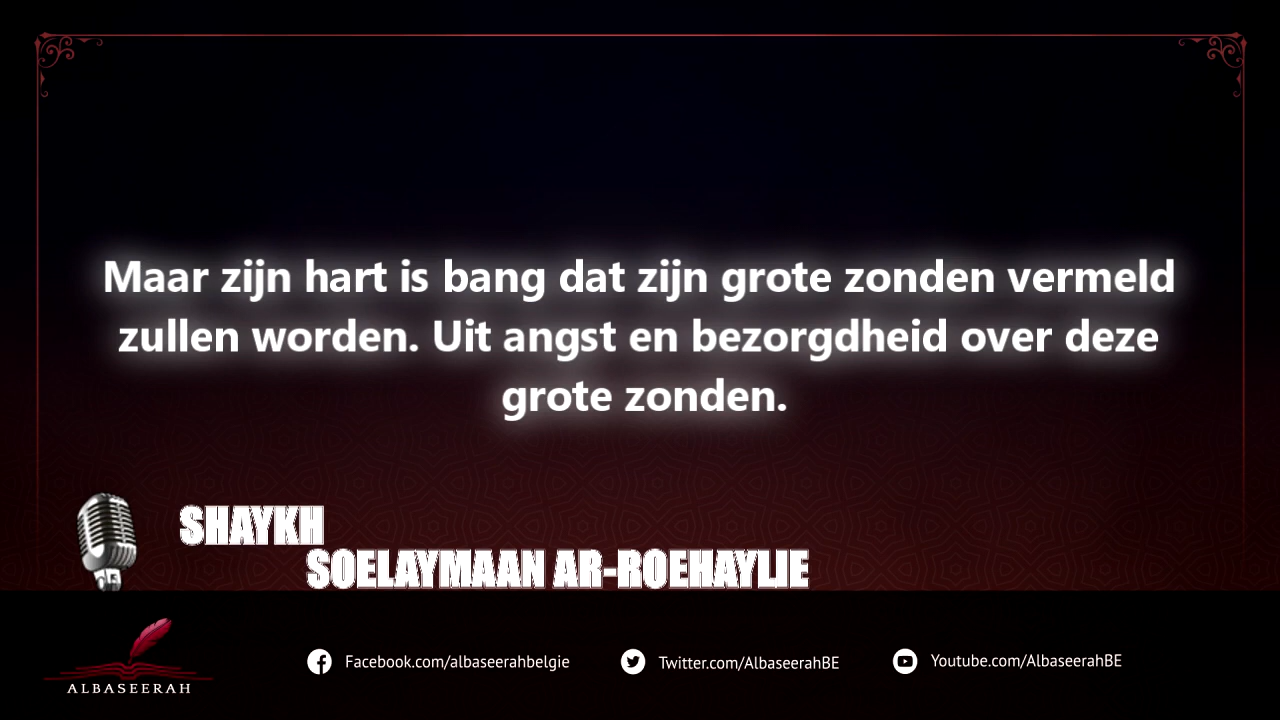 Maar zijn hart is bang dat zijn grote zonden vermeld
zullen worden. Uit angst en bezorgdheid over deze
grote zonden.
SHAYKH
SOELAYMAAN AR-ROEHAYLIE
ALBASEERAH
Facebook.com/albaseerahbelgie
Twitter.com/AlbaseerahBE
Youtube.com/AlbaseerahBE